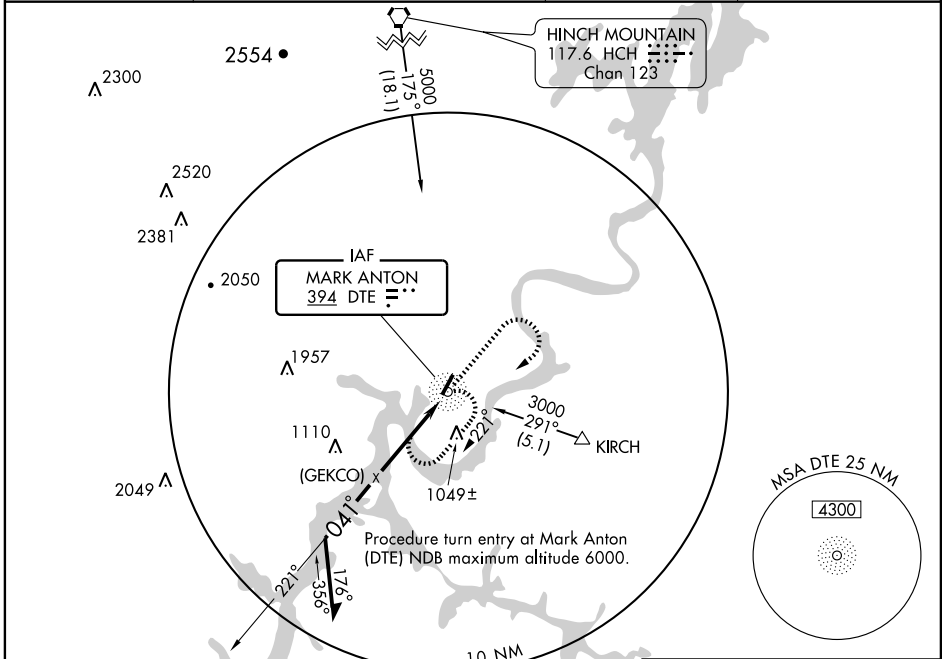 HINCH MOUNTAIN
117.6 HCH
Chan 123
2554
2300
5000
175°
(18.1)
2520
2381
2050
IAF
MARK ANTON
394 DTE
1957
3000
291°
(5.1)
KIRCH
221°
1110
(GEKCO)
x
1049±
2049
041°
Procedure turn entry at Mark Anton
(DTE) NDB maximum altitude 6000.
221°
356°
176°
10 NM
MSA DTE 25 NM
4300